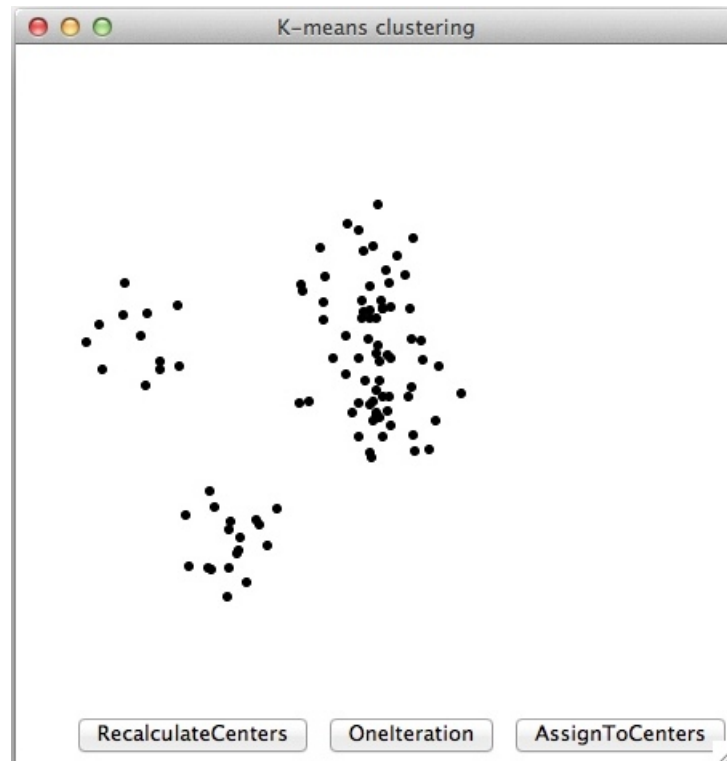 K-means clustering
RecalculateCenters
OneIteration
AssignToCenters